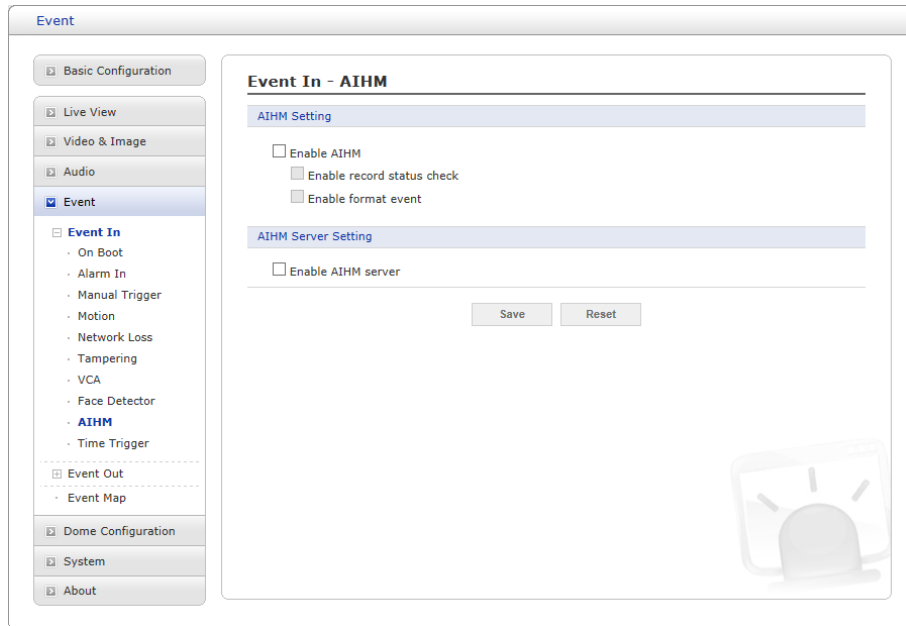 Event
Basic Configuration
Live View
Video & Image
Audio
Event
Event In
On Boot
Alarm In
Manual Trigger
Motion
Network Loss
Tampering
VCA
Face Detector
AIHM
Time Trigger
Event Out
Event Map
Dome Configuration
System
About
Event In - AIHM
AIHM Setting
Enable AIHM
Enable record status check
Enable format event
AIHM Server Setting
Enable AIHM server
Save Reset